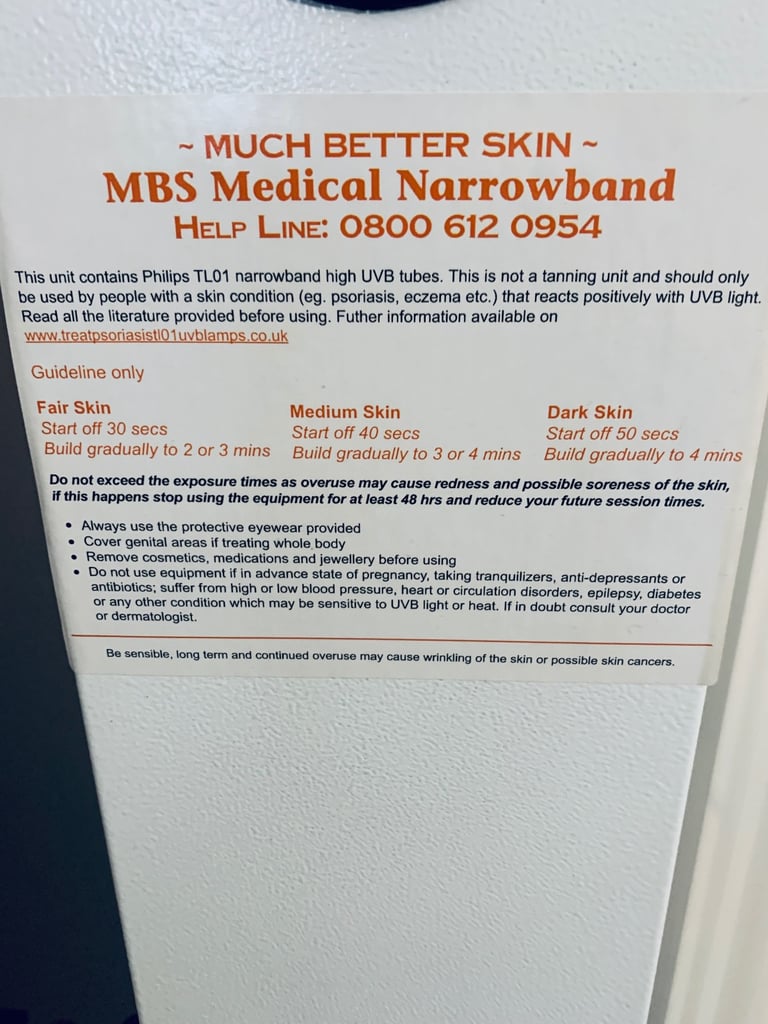 ~ MUCH BETTER SKIN ~
MBS Medical Narrowband
HELP LINE: 0800 612 0954
This unit contains Philips TL01 narrowband high UVB tubes. This is not a tanning unit and should only
be used by people with a skin condition (eg. psoriasis, eczema etc.) that reacts positively with UVB light.
Read all the literature provided before using. Futher information available on
www.treatpsoriasistl01uvblamps.co.uk
Guideline only
Fair Skin Medium Skin Dark Skin
Start off 30 secs Start off 40 secs Start off 50 secs
Build gradually to 2 or 3 mins Build gradually to 3 or 4 mins Build gradually to 4 mins
Do not exceed the exposure times as overuse may cause redness and possible soreness of the skin,
if this happens stop using the equipment for at least 48 hrs and reduce your future session times.
• Always use the protective eyewear provided
• Cover genital areas if treating whole body
• Remove cosmetics, medications and jewellery before using
• Do not use equipment if in advance state of pregnancy, taking tranquilizers, anti-depressants or
antibiotics; suffer from high or low blood pressure, heart or circulation disorders, epilepsy, diabetes
or any other condition which may be sensitive to UVB light or heat. If in doubt consult your doctor
or dermatologist.
Be sensible, long term and continued overuse may cause wrinkling of the skin or possible skin cancers.